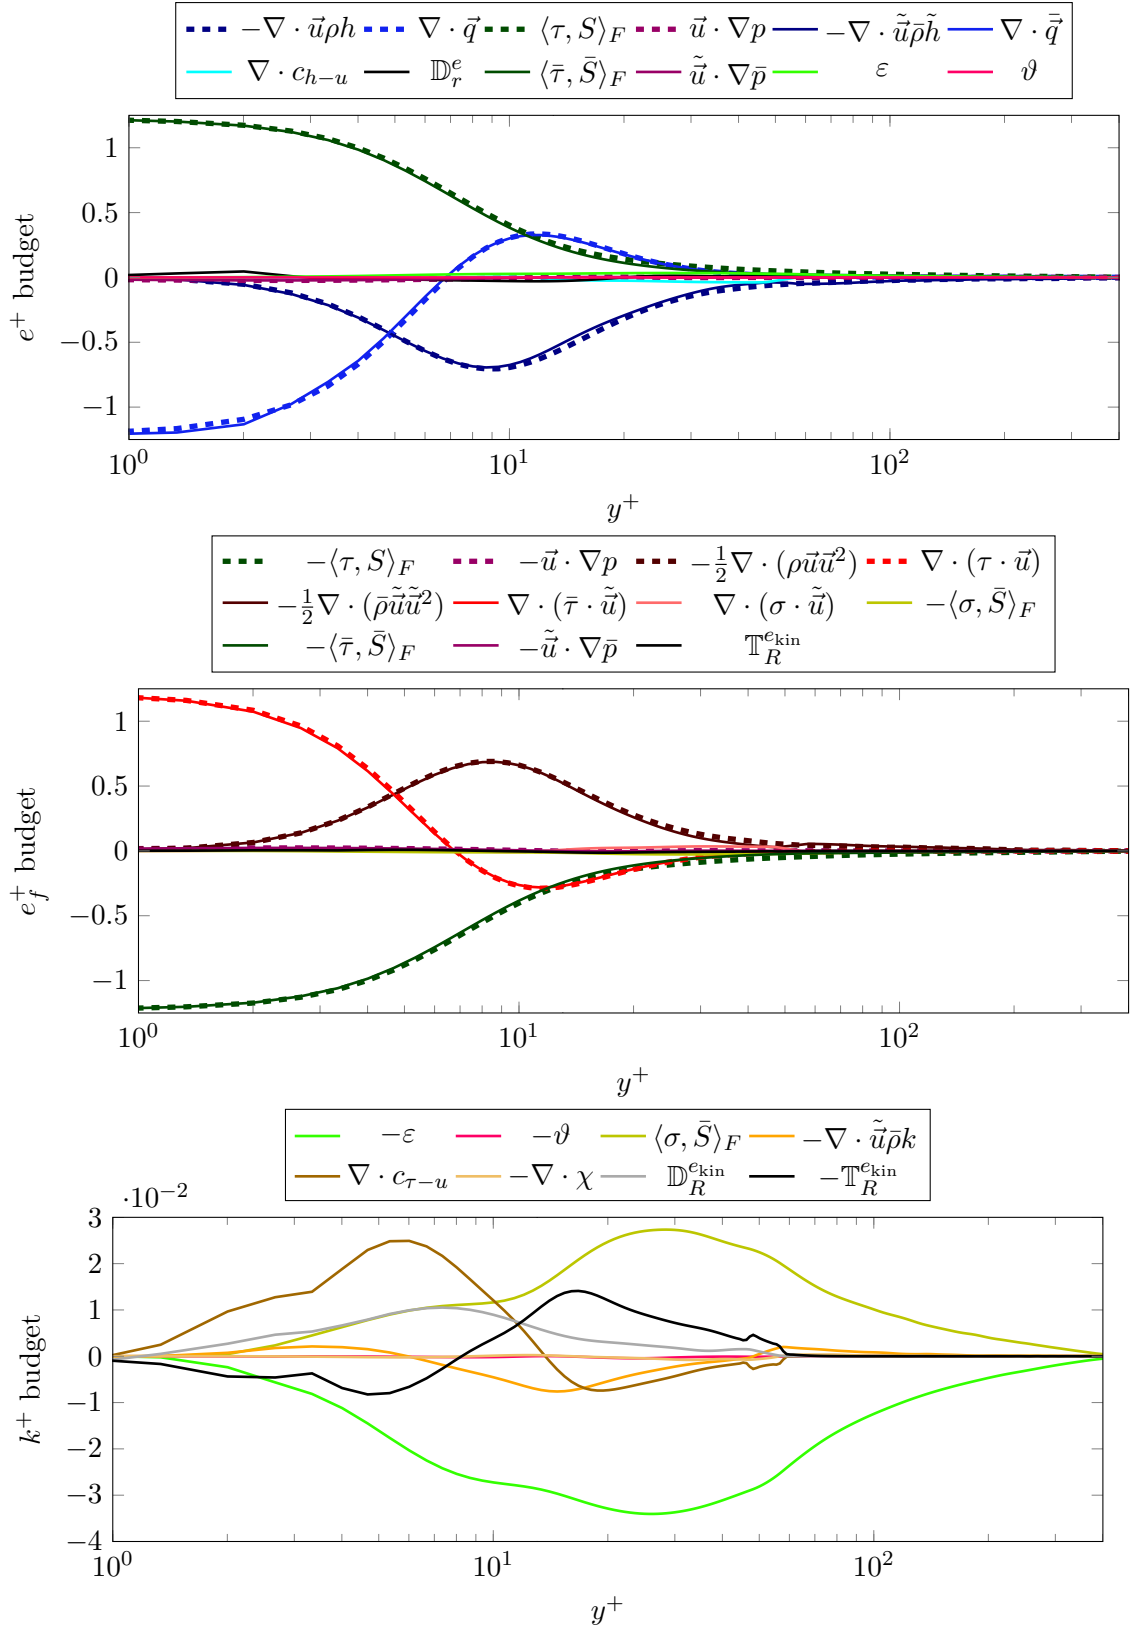 −∇ · u⃗ρh ∇ · q⃗ ⟨τ, S⟩_F u⃗ · ∇p −∇ · ũ⃗ρ̄h̃ ∇ · q̄⃗
∇ · c_{h−u} 𝔻_r^e ⟨τ̄, S̄⟩_F ũ⃗ · ∇p̄ ε ϑ
1
0.5
0
−0.5
−1
e⁺ budget
10⁰ 10¹ 10²
y⁺
−⟨τ, S⟩_F −u⃗ · ∇p −½∇ · (ρu⃗u⃗²) ∇ · (τ · u⃗)
−½∇ · (ρ̄ũ⃗ũ⃗²) ∇ · (τ̄ · ũ⃗) ∇ · (σ · ũ⃗) −⟨σ, S̄⟩_F
−⟨τ̄, S̄⟩_F −ũ⃗ · ∇p̄ 𝕋_R^{e_kin}
1
0.5
0
−0.5
−1
e_f⁺ budget
10⁰ 10¹ 10²
y⁺
−ε −ϑ ⟨σ, S̄⟩_F −∇ · ũ⃗ρ̄k
∇ · c_{τ−u} −∇ · χ 𝔻_R^{e_kin} −𝕋_R^{e_kin}
·10⁻²
3
2
1
0
−1
−2
−3
−4
k⁺ budget
10⁰ 10¹ 10²
y⁺